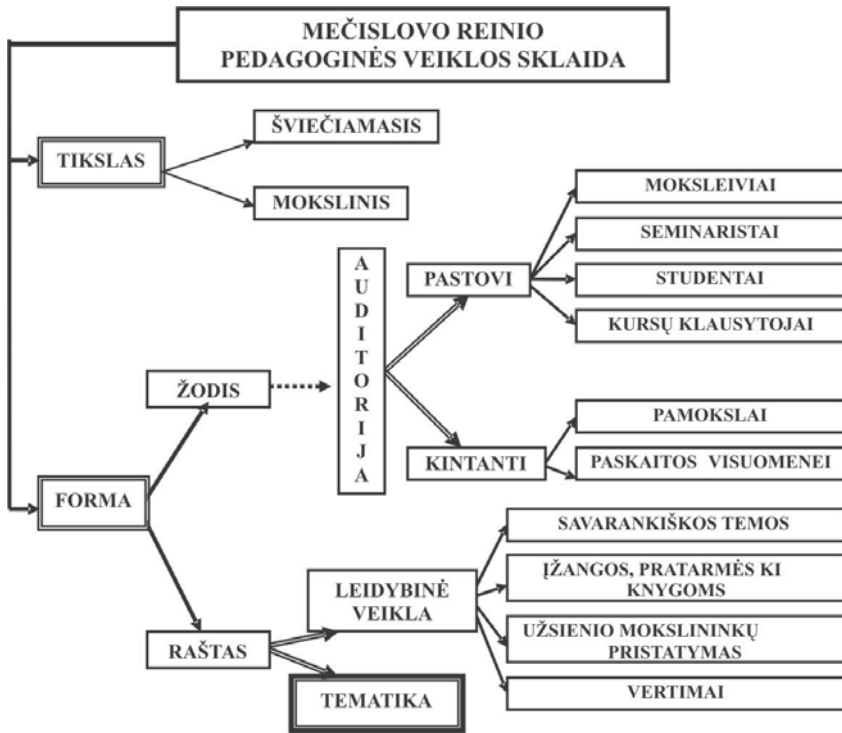 MEČISLOVO REINIO
PEDAGOGINĖS VEIKLOS SKLAIDA
TIKSLAS
ŠVIEČIAMASIS
MOKSLINIS
FORMA
ŽODIS
AUDITORIJA
PASTOVI
MOKSLEIVIAI
SEMINARISTAI
STUDENTAI
KURSŲ KLAUSYTOJAI
KINTANTI
PAMOKSLAI
PASKAITOS VISUOMENEI
RAŠTAS
LEIDYBINĖ
VEIKLA
SAVARANKIŠKOS TEMOS
ĮŽANGOS, PRATARMĖS KI
KNYGOMS
UŽSIENIO MOKSLININKŲ
PRISTATYMAS
VERTIMAI
TEMATIKA